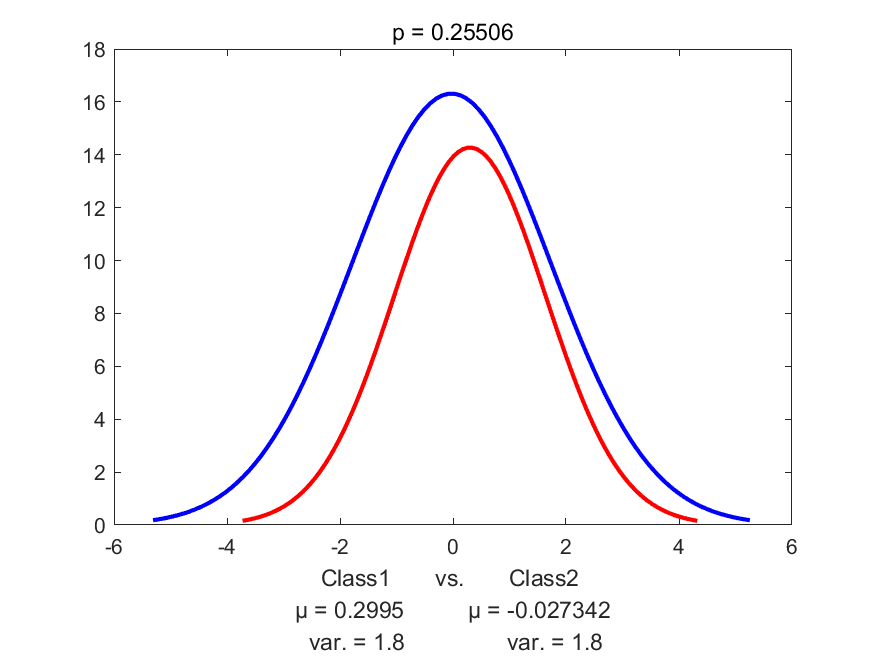 p = 0.25506
18
16
14
12
10
8
6
4
2
0
-6 -4 -2 0 2 4 6
Class1 vs. Class2
μ = 0.2995 μ = -0.027342
var. = 1.8 var. = 1.8